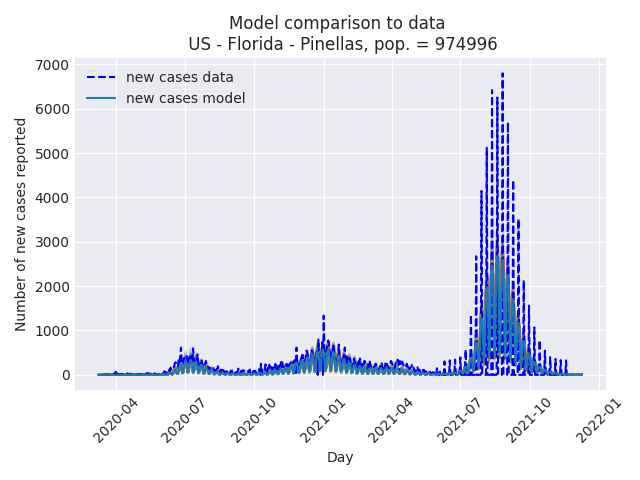 Model comparison to data
US - Florida - Pinellas, pop. = 974996
new cases data
new cases model
Number of new cases reported
7000
6000
5000
4000
3000
2000
1000
0
2020-04
2020-07
2020-10
2021-01
2021-04
2021-07
2021-10
2022-01
Day